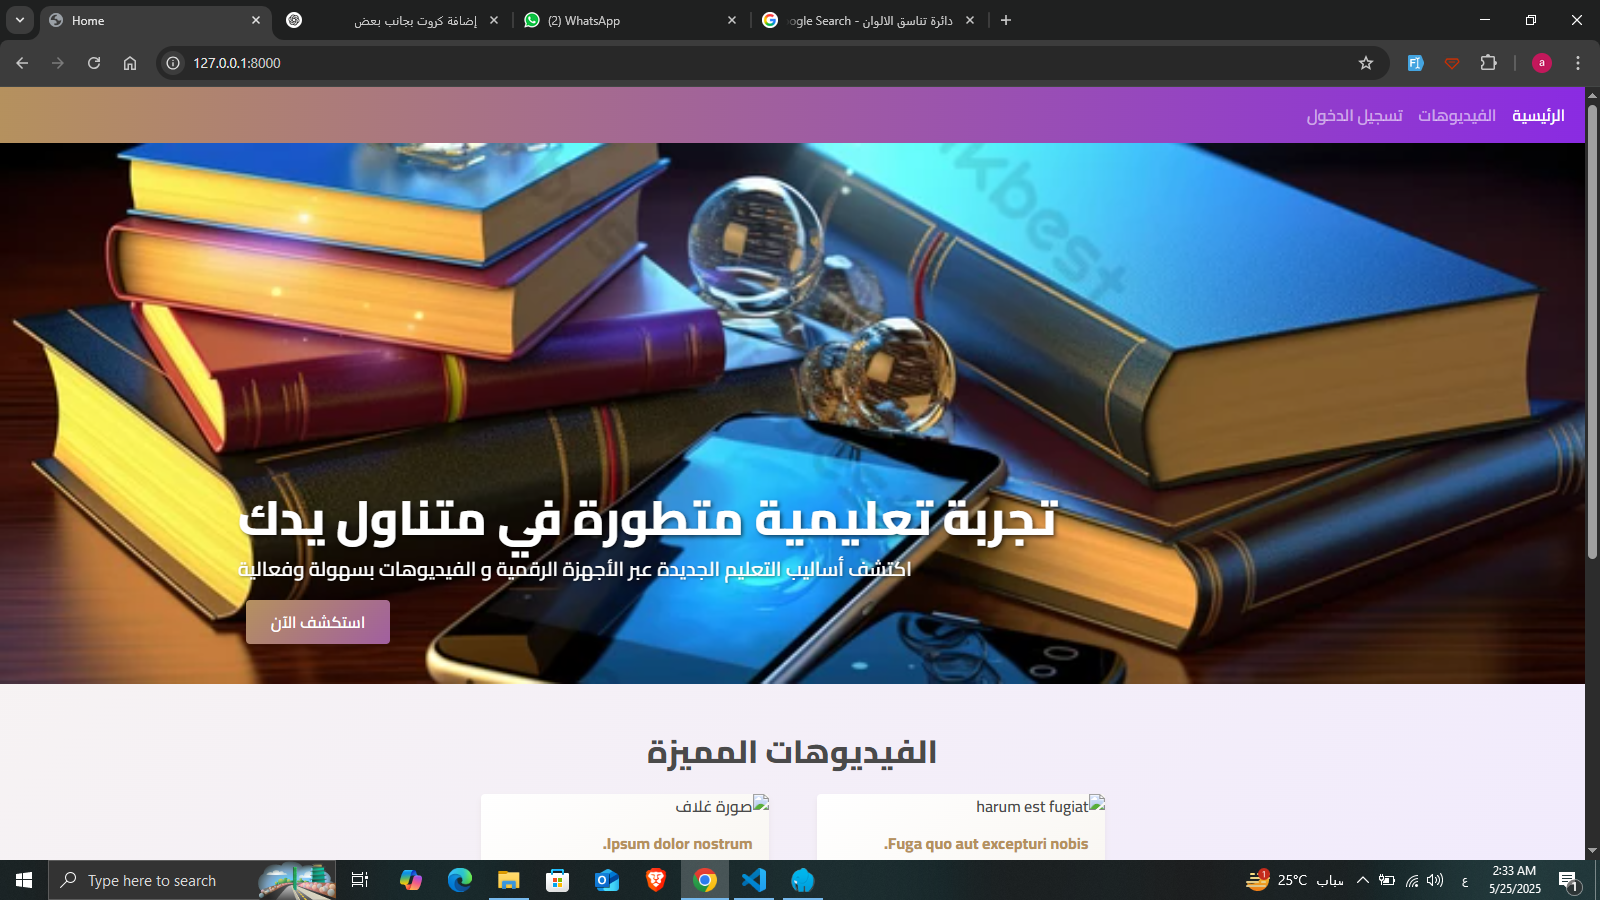 Home
إضافة كروت بجانب بعض
(2) WhatsApp
دائرة تناسق الالوان - oogle Search
127.0.0.1:8000
a
الرئيسية الفيديوهات تسجيل الدخول
تجربة تعليمية متطورة في متناول يدك
اكتشف أساليب التعليم الجديدة عبر الأجهزة الرقمية و الفيديوهات بسهولة وفعالية
استكشف الآن
الفيديوهات المميزة
harum est fugiat
صورة غلاف
Fuga quo aut excepturi nobis.
Ipsum dolor nostrum.
Type here to search
1
25°C
ع
2:33 AM
5/25/2025
1